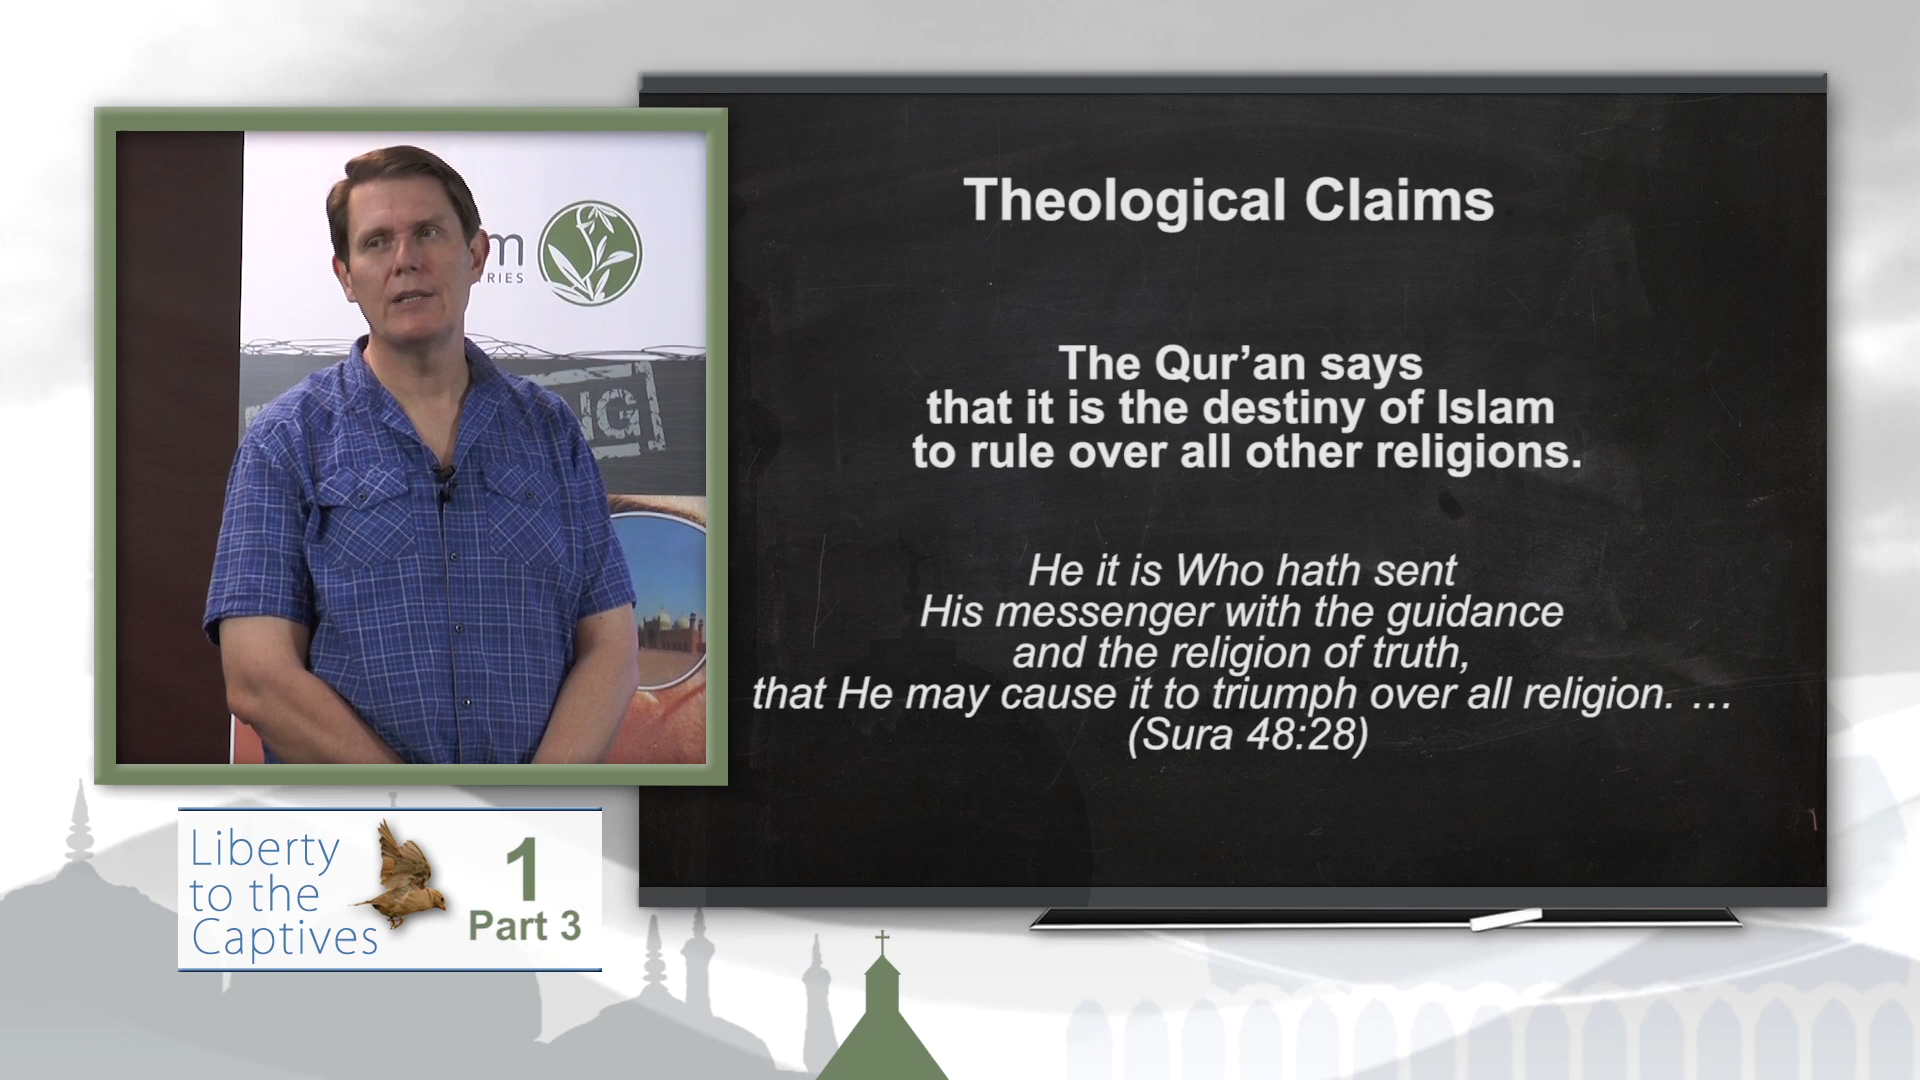 Theological Claims
The Qur’an says
that it is the destiny of Islam
to rule over all other religions.
He it is Who hath sent
His messenger with the guidance
and the religion of truth,
that He may cause it to triumph over all religion. …
(Sura 48:28)
Liberty
to the
Captives
1
Part 3